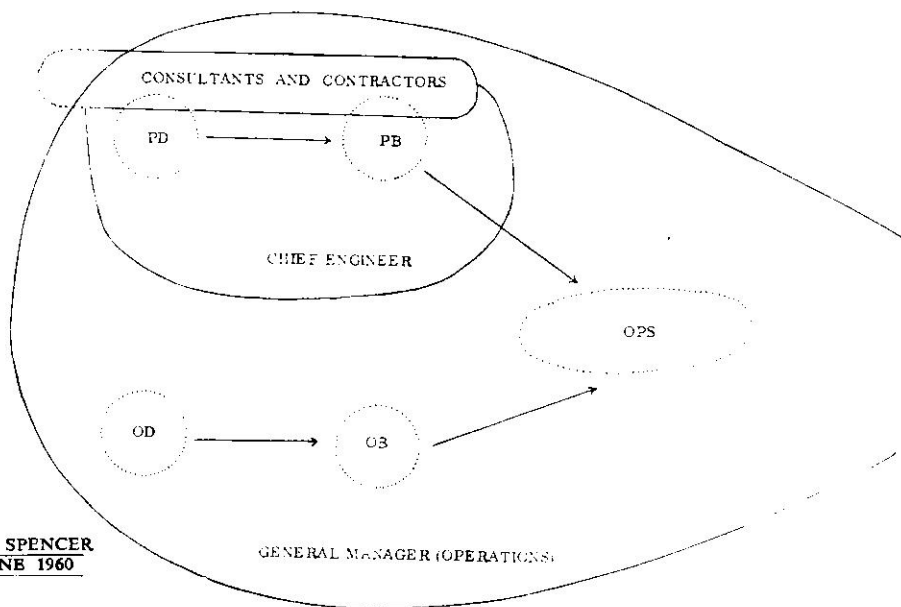 CONSULTANTS AND CONTRACTORS
PD
PB
CHIEF ENGINEER
OPS
OD
OB
SPENCER
NE 1960
GENERAL MANAGER (OPERATIONS)